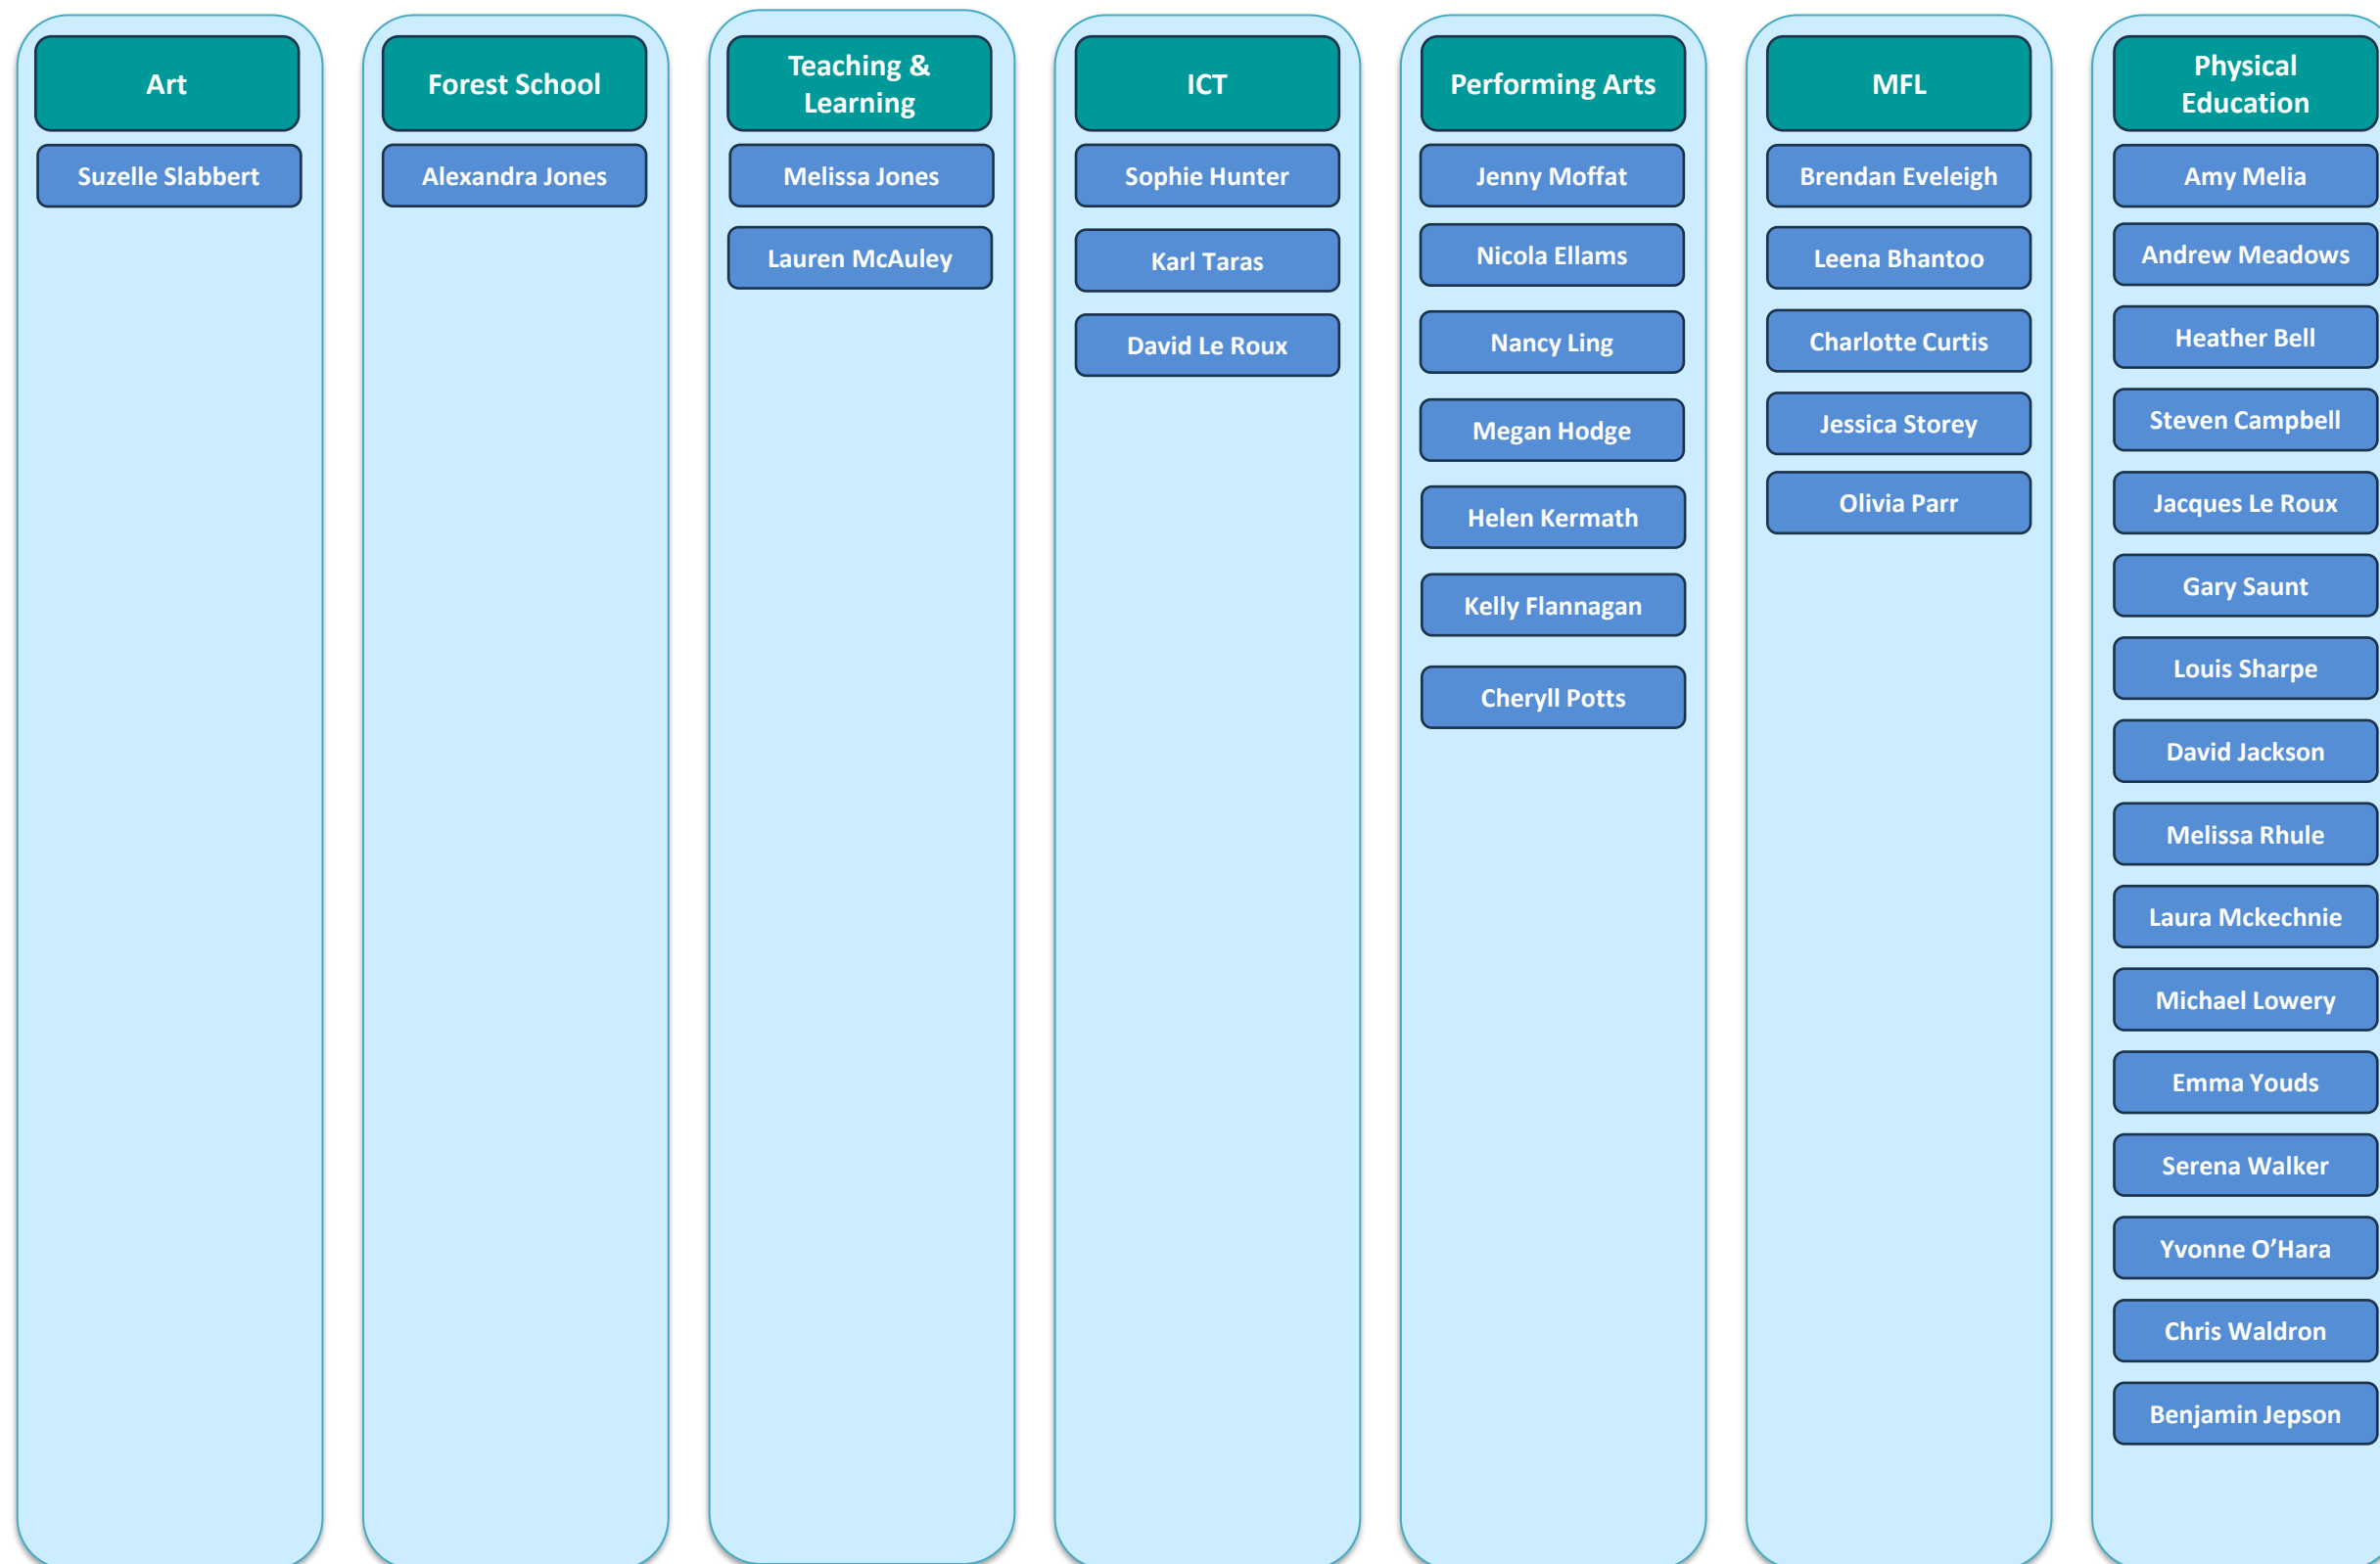 Art
Suzelle Slabbert
Forest School
Alexandra Jones
Teaching &
Learning
Melissa Jones
Lauren McAuley
ICT
Sophie Hunter
Karl Taras
David Le Roux
Performing Arts
Jenny Moffat
Nicola Ellams
Nancy Ling
Megan Hodge
Helen Kermath
Kelly Flannagan
Cheryll Potts
MFL
Brendan Eveleigh
Leena Bhantoo
Charlotte Curtis
Jessica Storey
Olivia Parr
Physical
Education
Amy Melia
Andrew Meadows
Heather Bell
Steven Campbell
Jacques Le Roux
Gary Saunt
Louis Sharpe
David Jackson
Melissa Rhule
Laura Mckechnie
Michael Lowery
Emma Youds
Serena Walker
Yvonne O’Hara
Chris Waldron
Benjamin Jepson